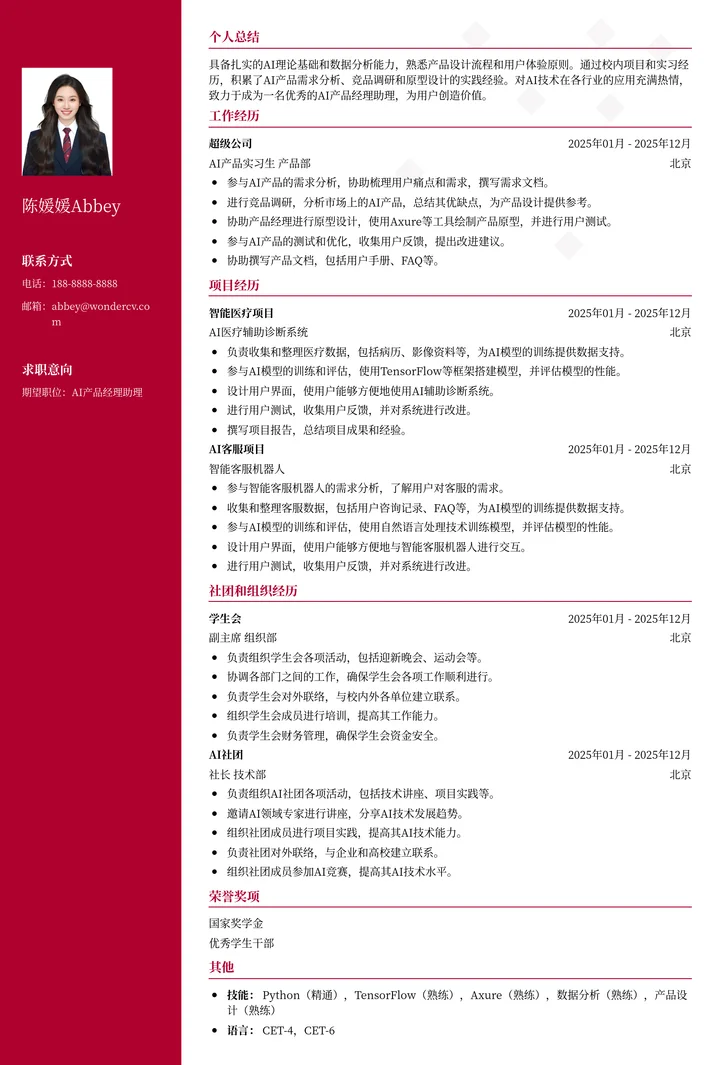 陈媛媛Abbey
联系方式
电话：188-8888-8888
邮箱：abbey@wondercv.co
m
求职意向
期望职位：AI产品经理助理
个人总结
具备扎实的AI理论基础和数据分析能力，熟悉产品设计流程和用户体验原则。通过校内项目和实习经
历，积累了AI产品需求分析、竞品调研和原型设计的实践经验。对AI技术在各行业的应用充满热情，
致力于成为一名优秀的AI产品经理助理，为用户创造价值。
工作经历
超级公司 2025年01月 - 2025年12月
AI产品实习生 产品部 北京
• 参与AI产品的需求分析，协助梳理用户痛点和需求，撰写需求文档。
• 进行竞品调研，分析市场上的AI产品，总结其优缺点，为产品设计提供参考。
• 协助产品经理进行原型设计，使用Axure等工具绘制产品原型，并进行用户测试。
• 参与AI产品的测试和优化，收集用户反馈，提出改进建议。
• 协助撰写产品文档，包括用户手册、FAQ等。
项目经历
智能医疗项目 2025年01月 - 2025年12月
AI医疗辅助诊断系统 北京
• 负责收集和整理医疗数据，包括病历、影像资料等，为AI模型的训练提供数据支持。
• 参与AI模型的训练和评估，使用TensorFlow等框架搭建模型，并评估模型的性能。
• 设计用户界面，使用户能够方便地使用AI辅助诊断系统。
• 进行用户测试，收集用户反馈，并对系统进行改进。
• 撰写项目报告，总结项目成果和经验。
AI客服项目 2025年01月 - 2025年12月
智能客服机器人 北京
• 参与智能客服机器人的需求分析，了解用户对客服的需求。
• 收集和整理客服数据，包括用户咨询记录、FAQ等，为AI模型的训练提供数据支持。
• 参与AI模型的训练和评估，使用自然语言处理技术训练模型，并评估模型的性能。
• 设计用户界面，使用户能够方便地与智能客服机器人进行交互。
• 进行用户测试，收集用户反馈，并对系统进行改进。
社团和组织经历
学生会 2025年01月 - 2025年12月
副主席 组织部 北京
• 负责组织学生会各项活动，包括迎新晚会、运动会等。
• 协调各部门之间的工作，确保学生会各项工作顺利进行。
• 负责学生会对外联络，与校内外各单位建立联系。
• 组织学生会成员进行培训，提高其工作能力。
• 负责学生会财务管理，确保学生会资金安全。
AI社团 2025年01月 - 2025年12月
社长 技术部 北京
• 负责组织AI社团各项活动，包括技术讲座、项目实践等。
• 邀请AI领域专家进行讲座，分享AI技术发展趋势。
• 组织社团成员进行项目实践，提高其AI技术能力。
• 负责社团对外联络，与企业和高校建立联系。
• 组织社团成员参加AI竞赛，提高其AI技术水平。
荣誉奖项
国家奖学金
优秀学生干部
其他
• 技能： Python（精通）, TensorFlow（熟练）, Axure（熟练）, 数据分析（熟练）, 产品设
计（熟练）
• 语言： CET-4，CET-6